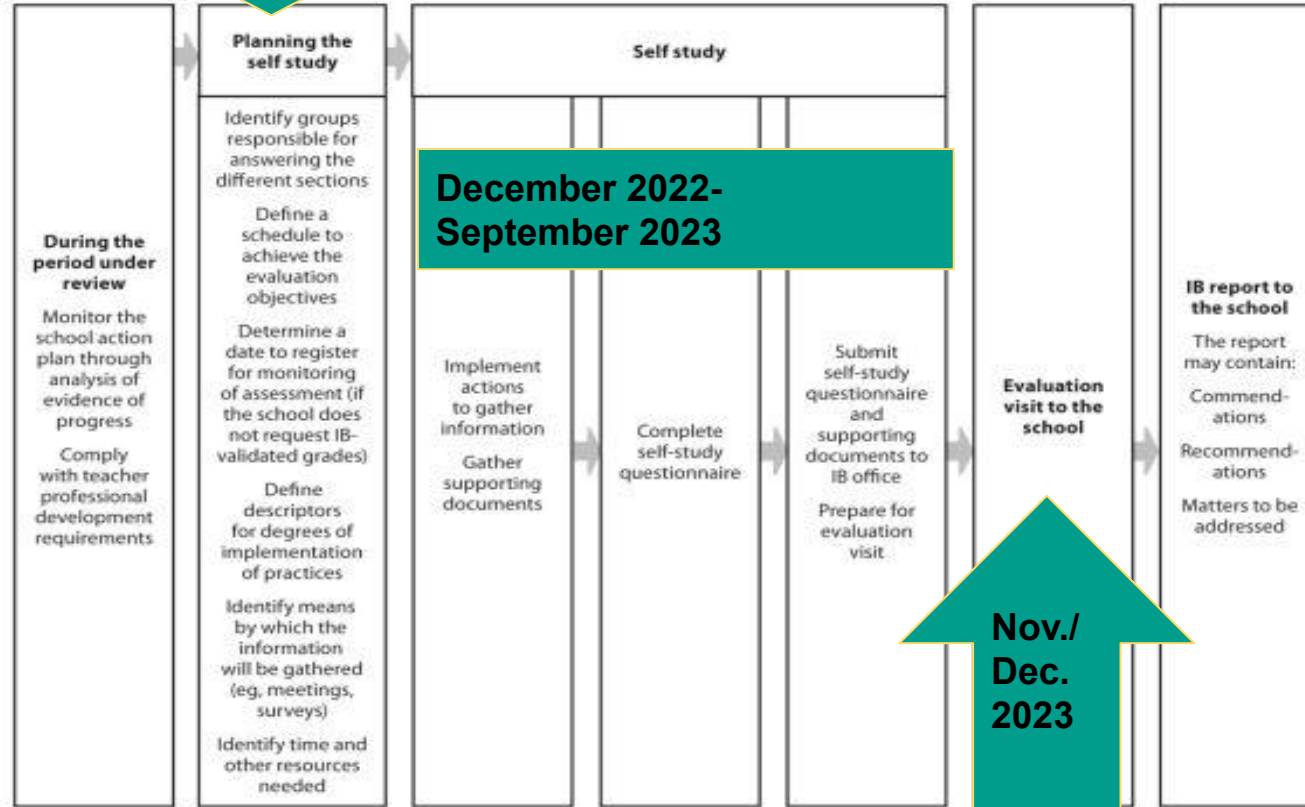 During the
period under
review
Monitor the
school action
plan through
analysis of
evidence of
progress
Comply
with teacher
professional
development
requirements
Planning the
self study
Identify groups
responsible for
answering the
different sections
Define a
schedule to
achieve the
evaluation
objectives
Determine a
date to register
for monitoring
of assessment (if
the school does
not request IB-
validated grades)
Define
descriptors
for degrees of
implementation
of practices
Identify means
by which the
information
will be gathered
(eg, meetings,
surveys)
Identify time and
other resources
needed
Self study
December 2022-
September 2023
Implement
actions
to gather
information
Gather
supporting
documents
Complete
self-study
questionnaire
Submit
self-study
questionnaire
and
supporting
documents to
IB office
Prepare for
evaluation
visit
Evaluation
visit to the
school
Nov./
Dec.
2023
IB report to
the school
The report
may contain:
Commend-
ations
Recommend-
ations
Matters to be
addressed